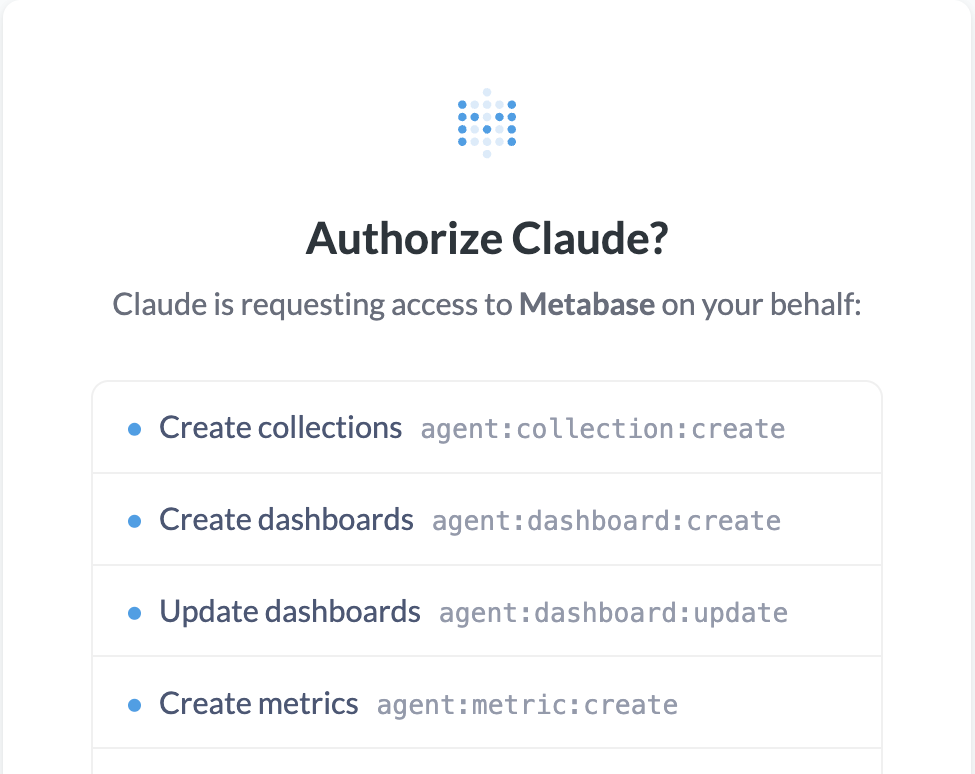 Authorize Claude?
Claude is requesting access to Metabase on your behalf:
Create collections agent:collection:create
Create dashboards agent:dashboard:create
Update dashboards agent:dashboard:update
Create metrics agent:metric:create